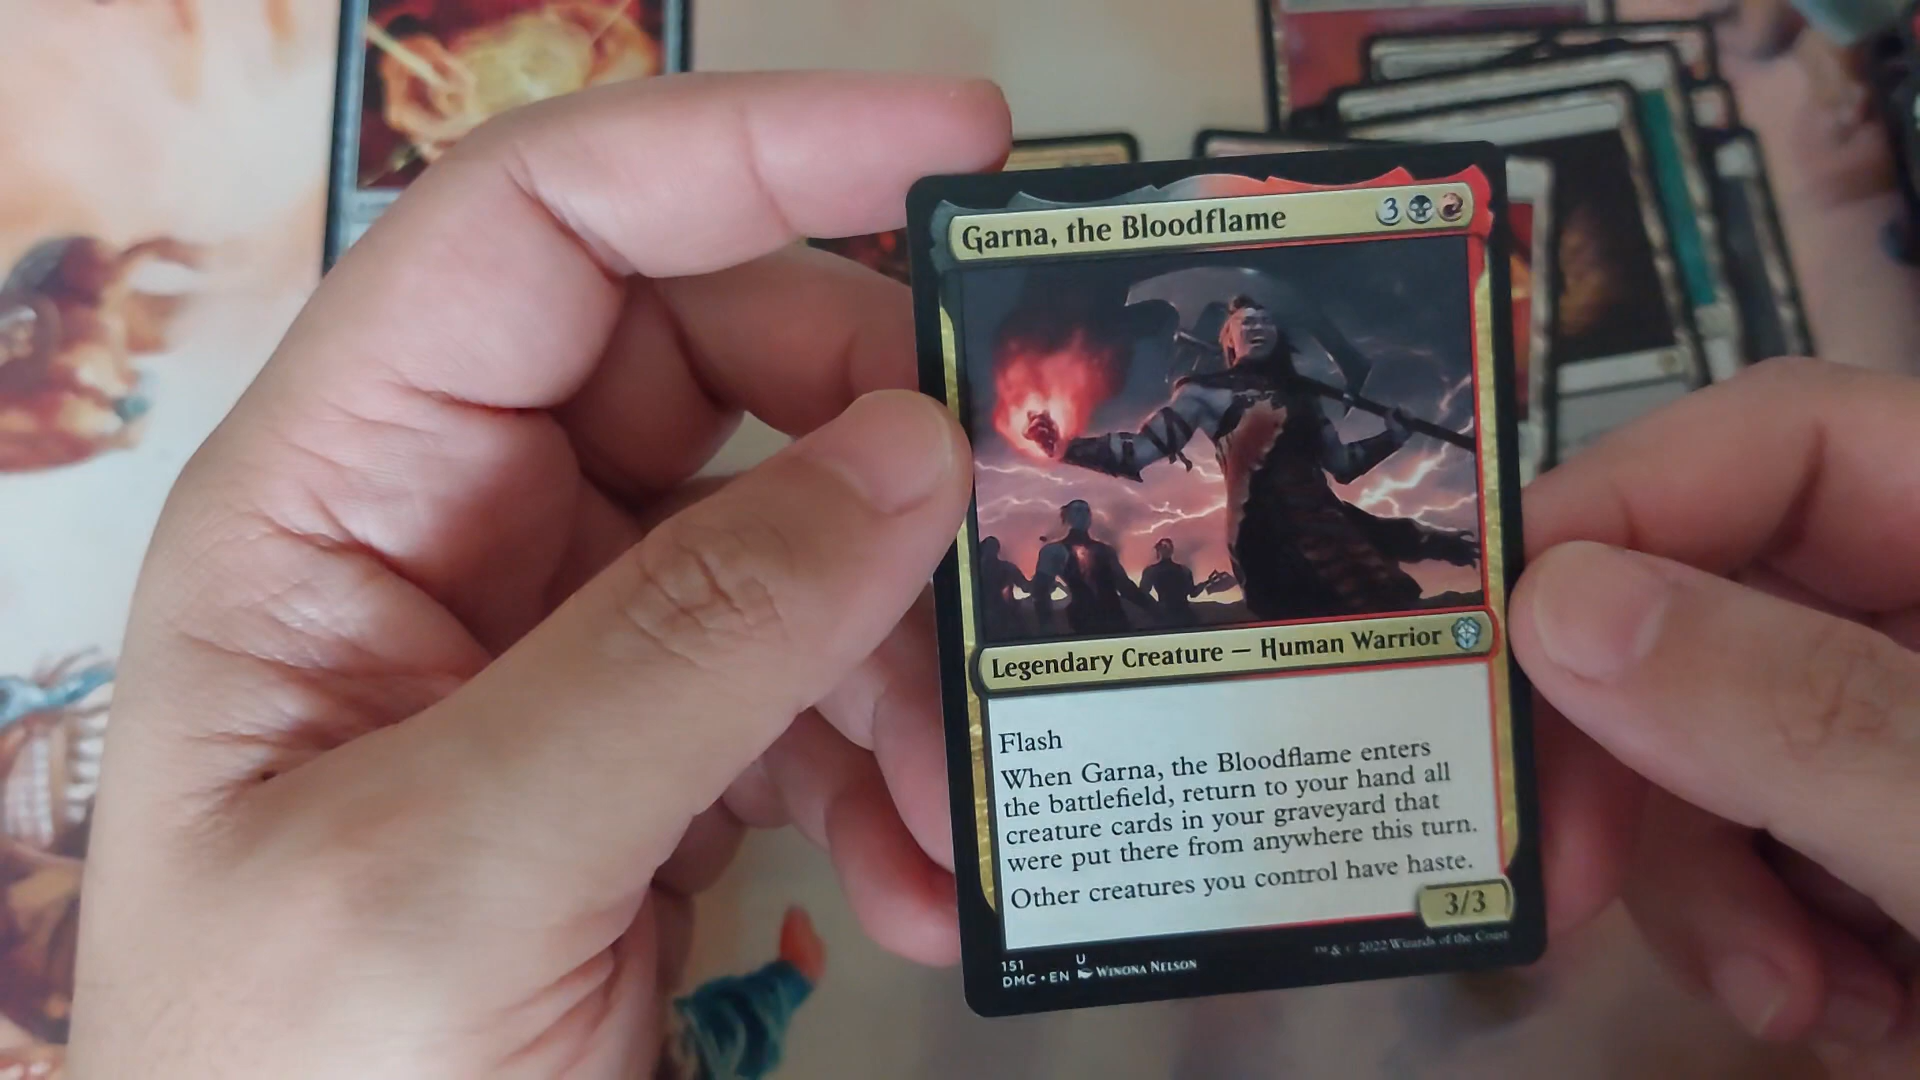 Garna, the Bloodflame 3
Legendary Creature — Human Warrior
Flash
When Garna, the Bloodflame enters
the battlefield, return to your hand all
creature cards in your graveyard that
were put there from anywhere this turn.
Other creatures you control have haste.
3/3
151 U
DMC • EN Winona Nelson
™ & © 2022 Wizards of the Coast